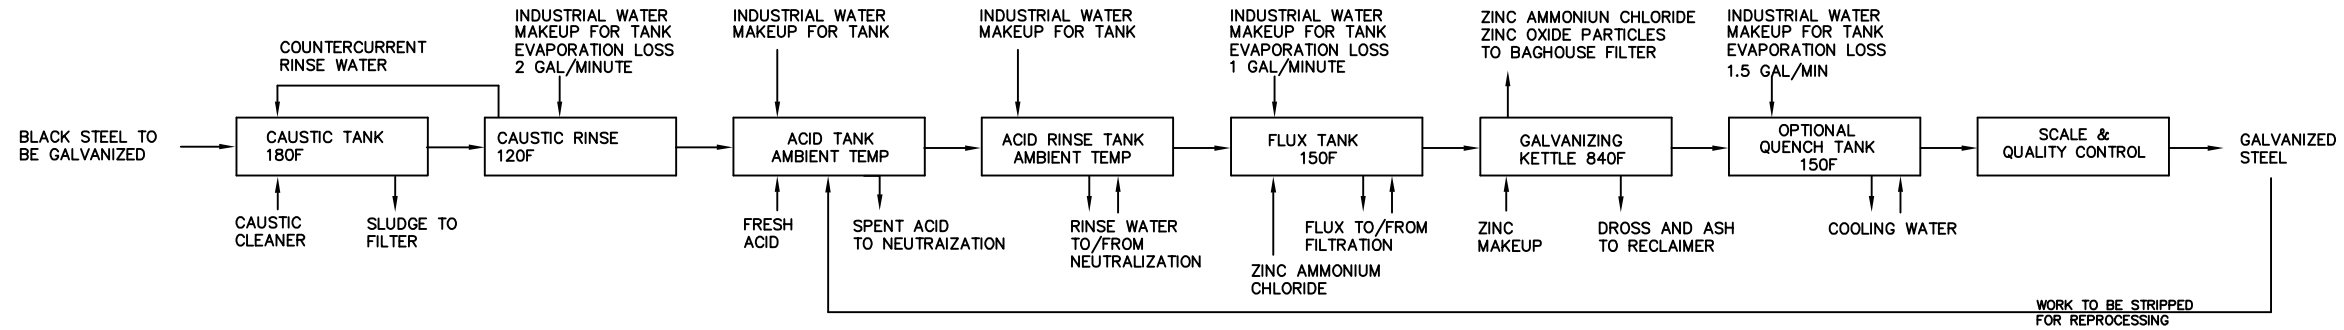 INDUSTRIAL WATER
MAKEUP FOR TANK
EVAPORATION LOSS
2 GAL/MINUTE
INDUSTRIAL WATER
MAKEUP FOR TANK
INDUSTRIAL WATER
MAKEUP FOR TANK
INDUSTRIAL WATER
MAKEUP FOR TANK
EVAPORATION LOSS
1 GAL/MINUTE
ZINC AMMONIUN CHLORIDE
ZINC OXIDE PARTICLES
TO BAGHOUSE FILTER
INDUSTRIAL WATER
MAKEUP FOR TANK
EVAPORATION LOSS
1.5 GAL/MIN
COUNTERCURRENT
RINSE WATER
BLACK STEEL TO
BE GALVANIZED
CAUSTIC TANK
180F
CAUSTIC RINSE
120F
ACID TANK
AMBIENT TEMP
ACID RINSE TANK
AMBIENT TEMP
FLUX TANK
150F
GALVANIZING
KETTLE 840F
OPTIONAL
QUENCH TANK
150F
SCALE &
QUALITY CONTROL
GALVANIZED
STEEL
CAUSTIC
CLEANER
SLUDGE TO
FILTER
FRESH
ACID
SPENT ACID
TO NEUTRAIZATION
RINSE WATER
TO/FROM
NEUTRALIZATION
FLUX TO/FROM
FILTRATION
ZINC AMMONIUM
CHLORIDE
ZINC
MAKEUP
DROSS AND ASH
TO RECLAIMER
COOLING WATER
WORK TO BE STRIPPED
FOR REPROCESSING